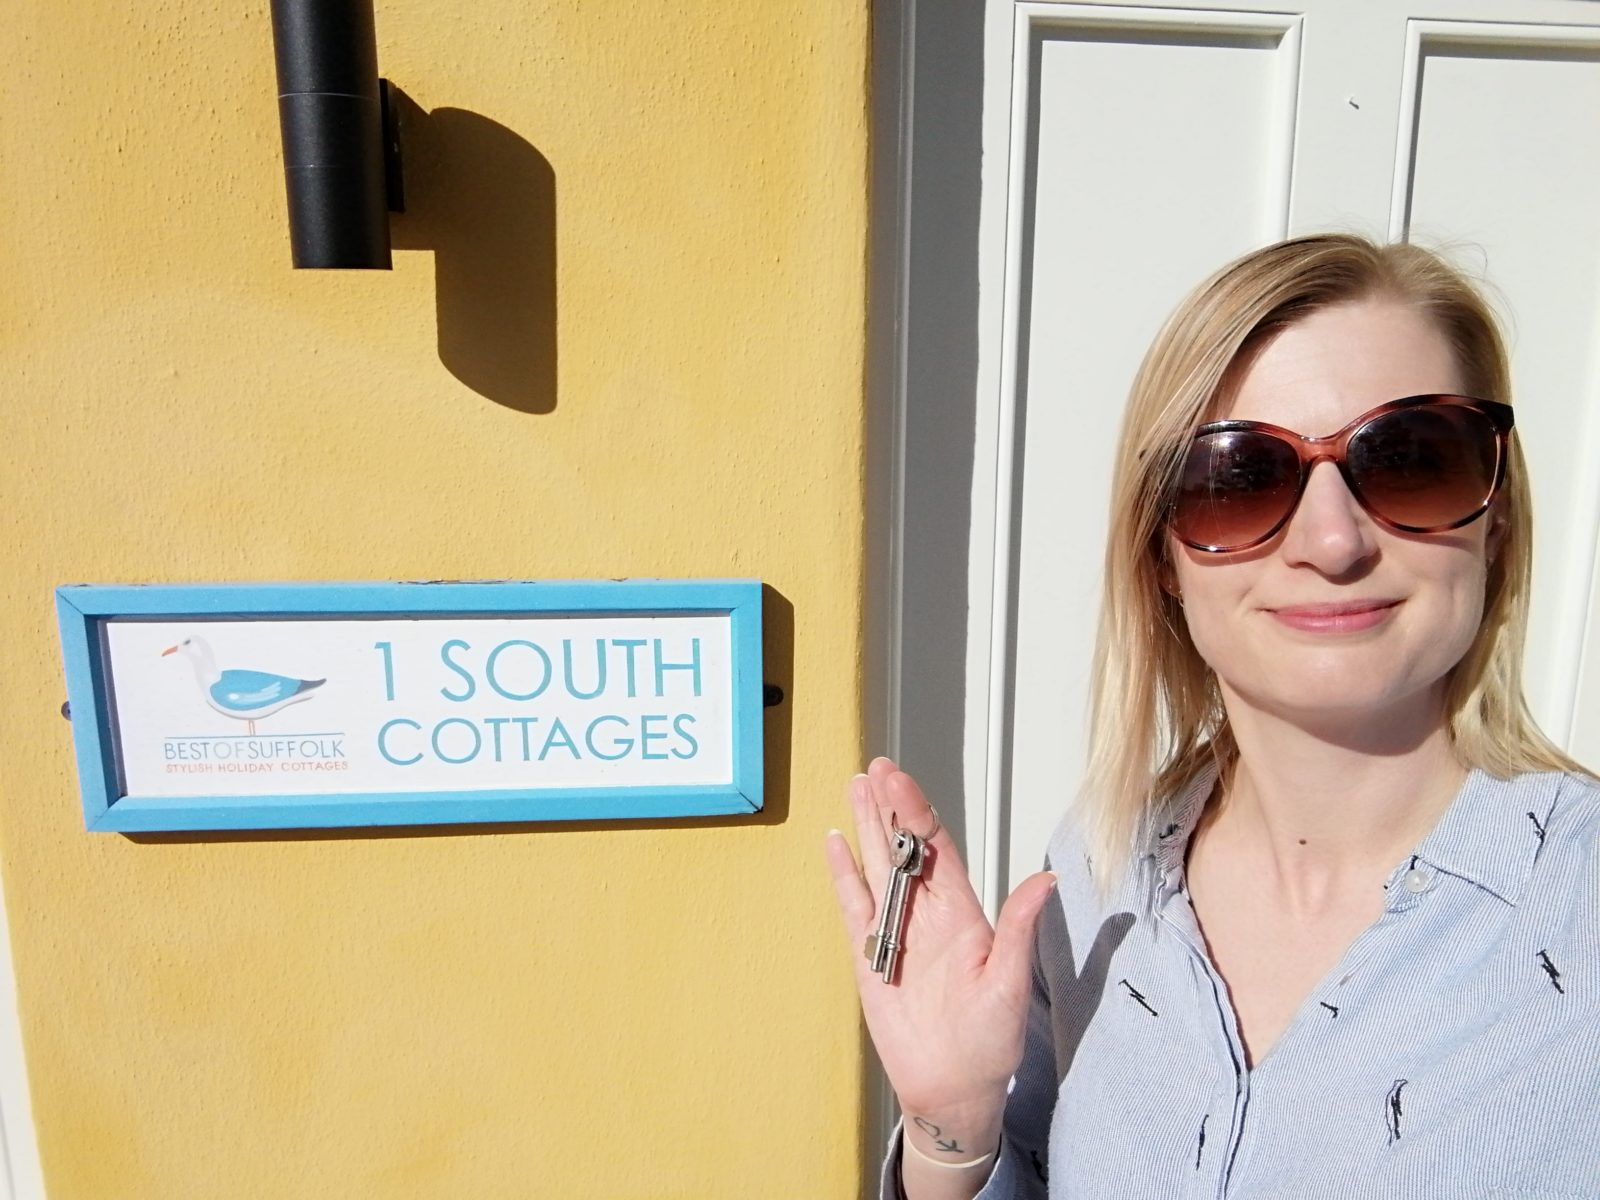 1 SOUTH
COTTAGES
BESTOFSUFFOLK
STYLISH HOLIDAY COTTAGES